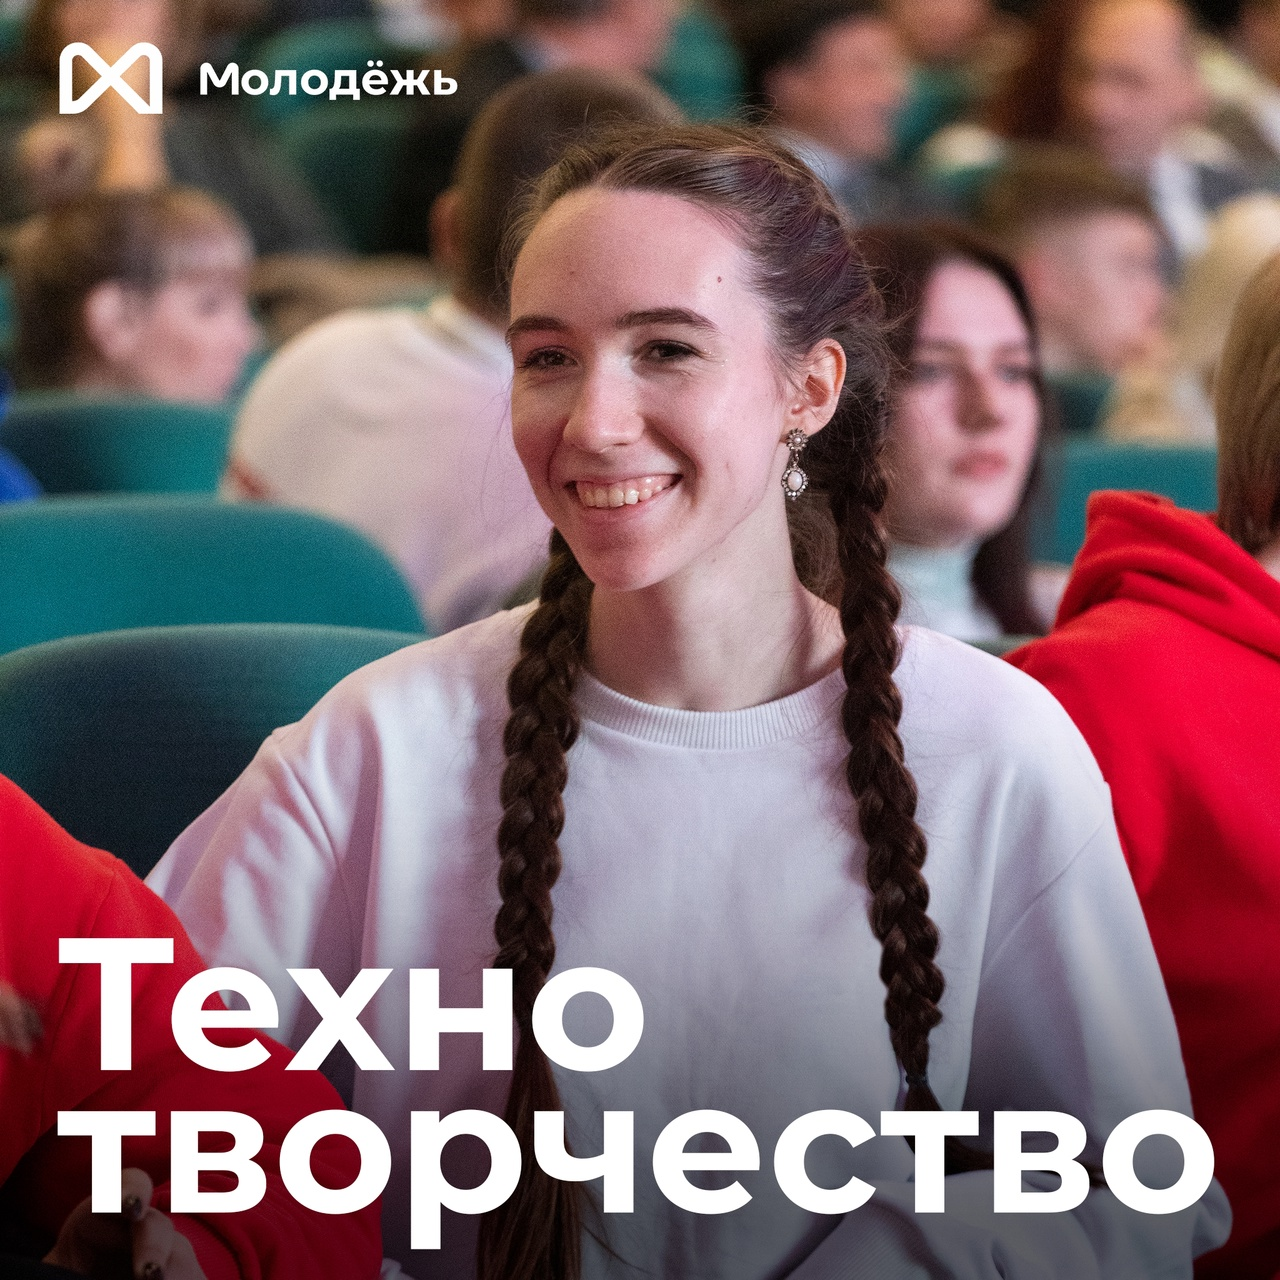 Молодёжь
Техно
творчество